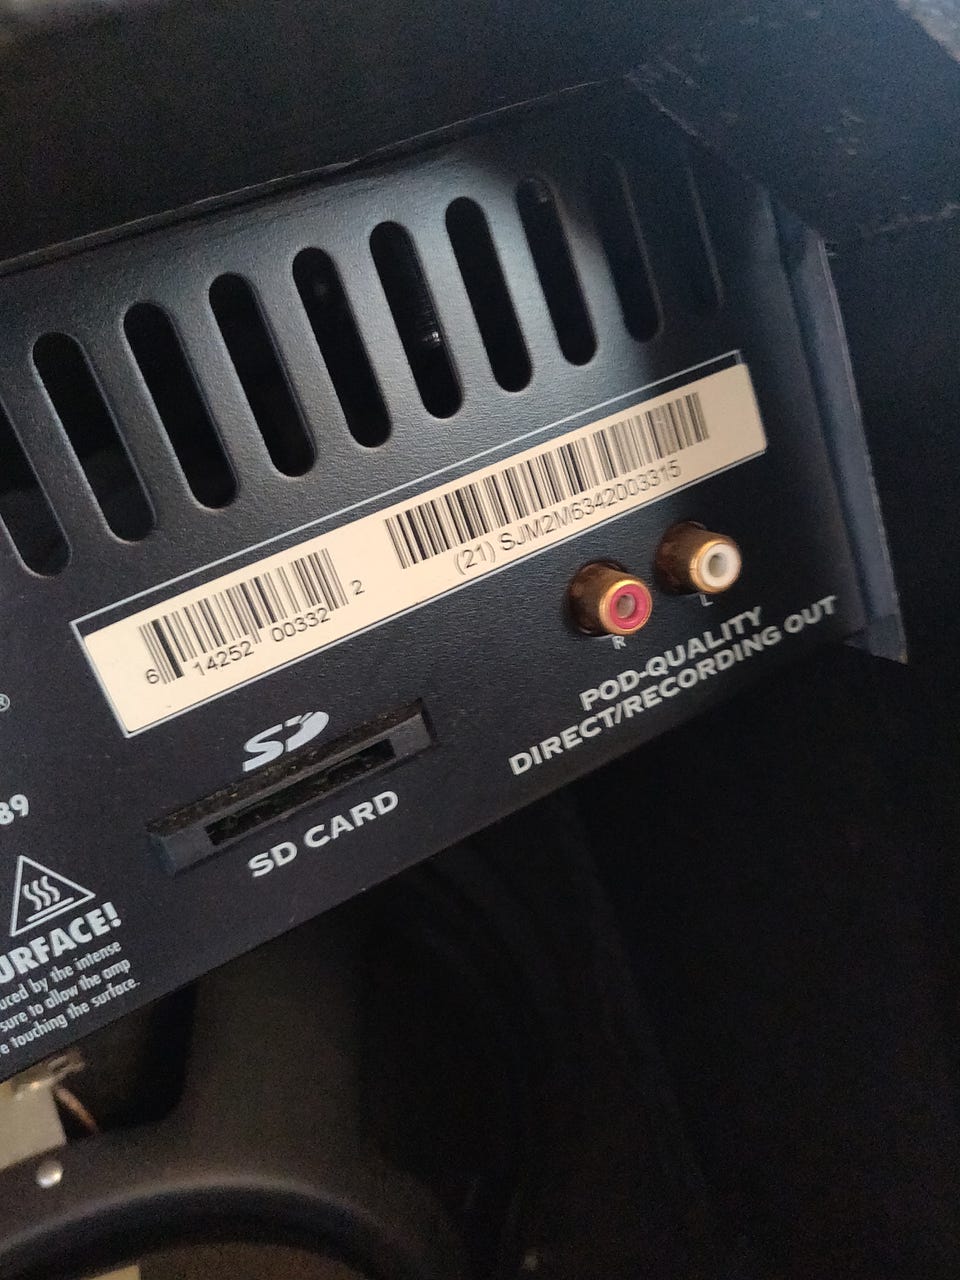 6 14252 00332 2
(21) SJM2M6342003315
R L
POD-QUALITY
DIRECT/RECORDING OUT
SD
SD CARD
®
89
URFACE!
uced by the intense
sure to allow the amp
e touching the surface.